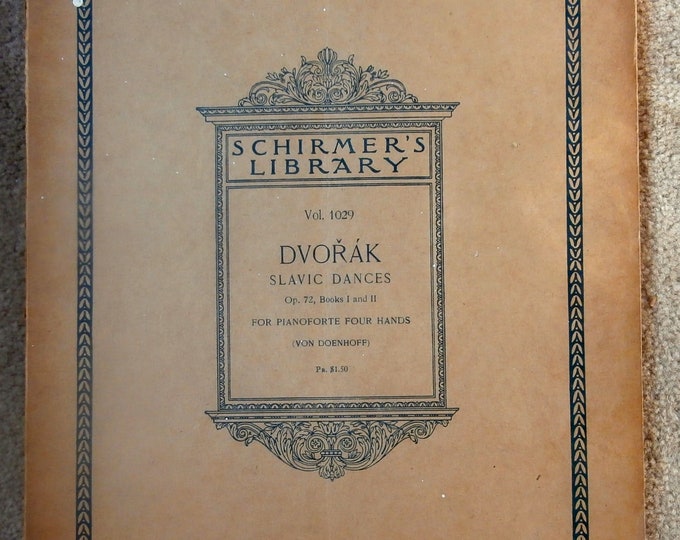 SCHIRMER'S
LIBRARY
Vol. 1029
DVOŘÁK
SLAVIC DANCES
Op. 72, Books I and II
FOR PIANOFORTE FOUR HANDS
(VON DOENHOFF)
Pa. $1.50